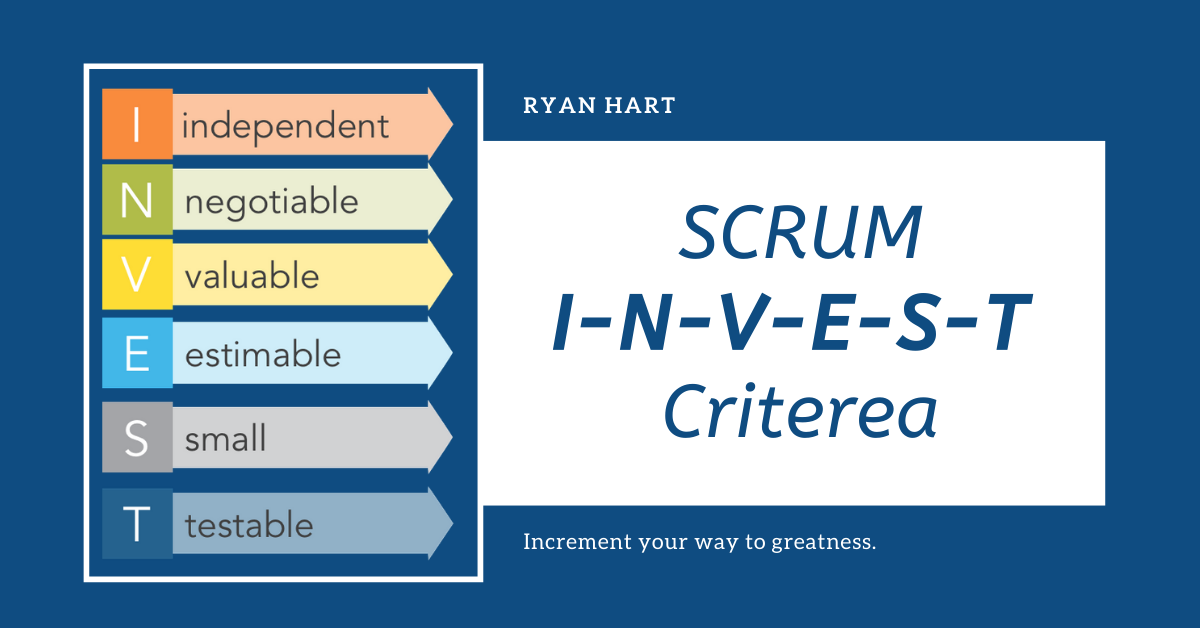 I independent
N negotiable
V valuable
E estimable
S small
T testable
RYAN HART
SCRUM
I-N-V-E-S-T
Criterea
Increment your way to greatness.